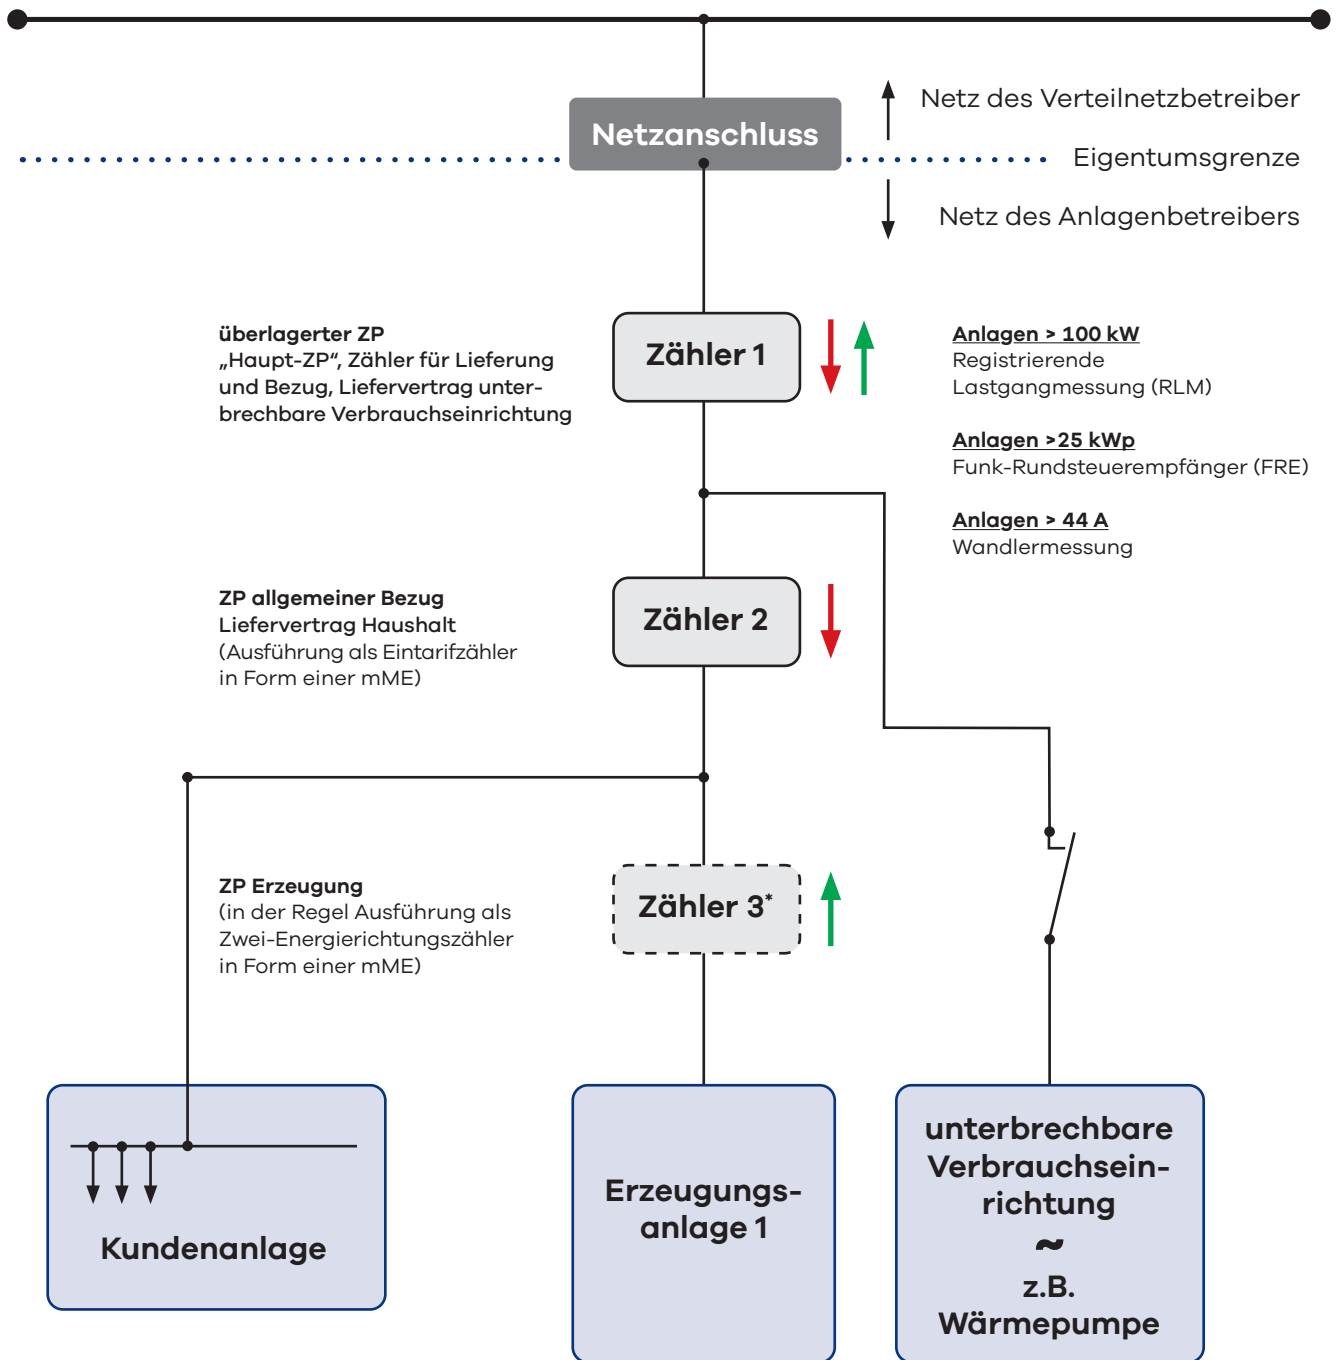 Netzanschluss
Netz des Verteilnetzbetreiber
Eigentumsgrenze
Netz des Anlagenbetreibers
überlagerter ZP
„Haupt-ZP“, Zähler für Lieferung
und Bezug, Liefervertrag unter-
brechbare Verbrauchseinrichtung
Zähler 1
Anlagen > 100 kW
Registrierende
Lastgangmessung (RLM)
Anlagen >25 kWp
Funk-Rundsteuerempfänger (FRE)
Anlagen > 44 A
Wandlermessung
ZP allgemeiner Bezug
Liefervertrag Haushalt
(Ausführung als Eintarifzähler
in Form einer mME)
Zähler 2
ZP Erzeugung
(in der Regel Ausführung als
Zwei-Energierichtungszähler
in Form einer mME)
Zähler 3*
Kundenanlage
Erzeugungs-
anlage 1
unterbrechbare
Verbrauchsein-
richtung
~
z.B.
Wärmepumpe